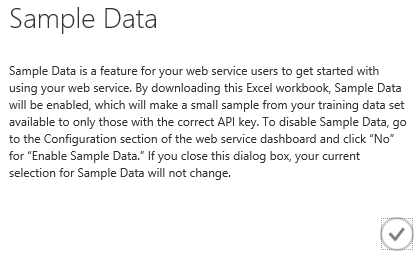 Sample Data
Sample Data is a feature for your web service users to get started with
using your web service. By downloading this Excel workbook, Sample Data
will be enabled, which will make a small sample from your training data set
available to only those with the correct API key. To disable Sample Data, go
to the Configuration section of the web service dashboard and click “No”
for “Enable Sample Data.” If you close this dialog box, your current
selection for Sample Data will not change.